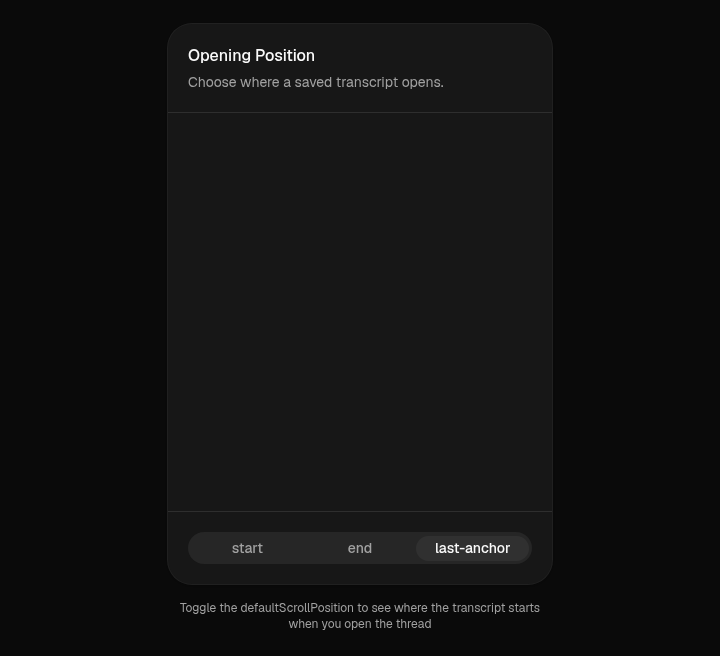 Opening Position
Choose where a saved transcript opens.
start
end
last-anchor
Toggle the defaultScrollPosition to see where the transcript starts
when you open the thread